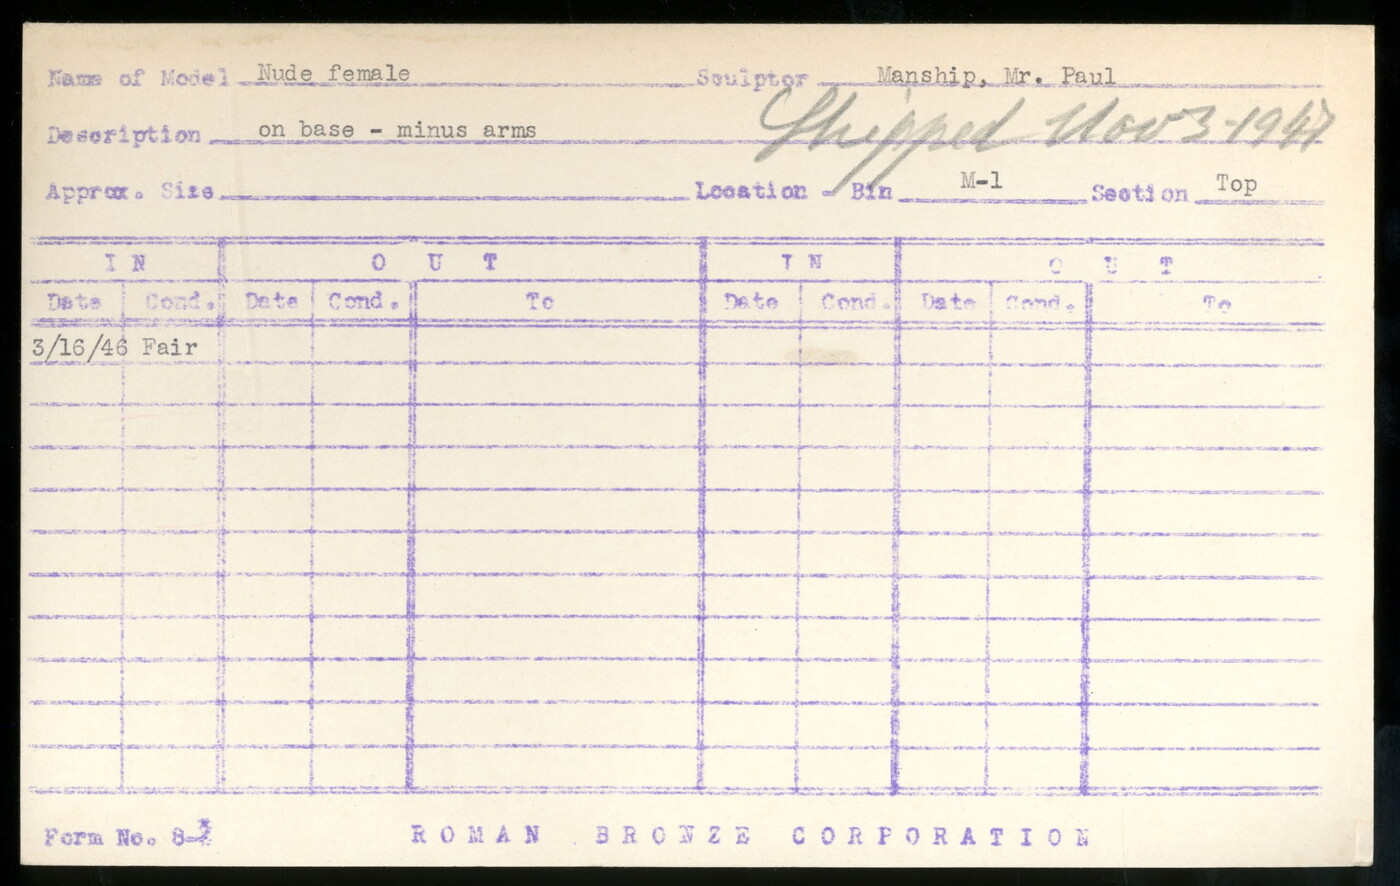 Name of Model Nude female Sculptor Manship, Mr. Paul
Shipped Nov 3-1947
Description on base - minus arms
Approx. Size Location - Bin M-1 Section Top
IN OUT IN OUT
Date Cond. Date Cond. To Date Cond. Date Cond. To
3/16/46 Fair
Form No. 8- ROMAN BRONZE CORPORATION